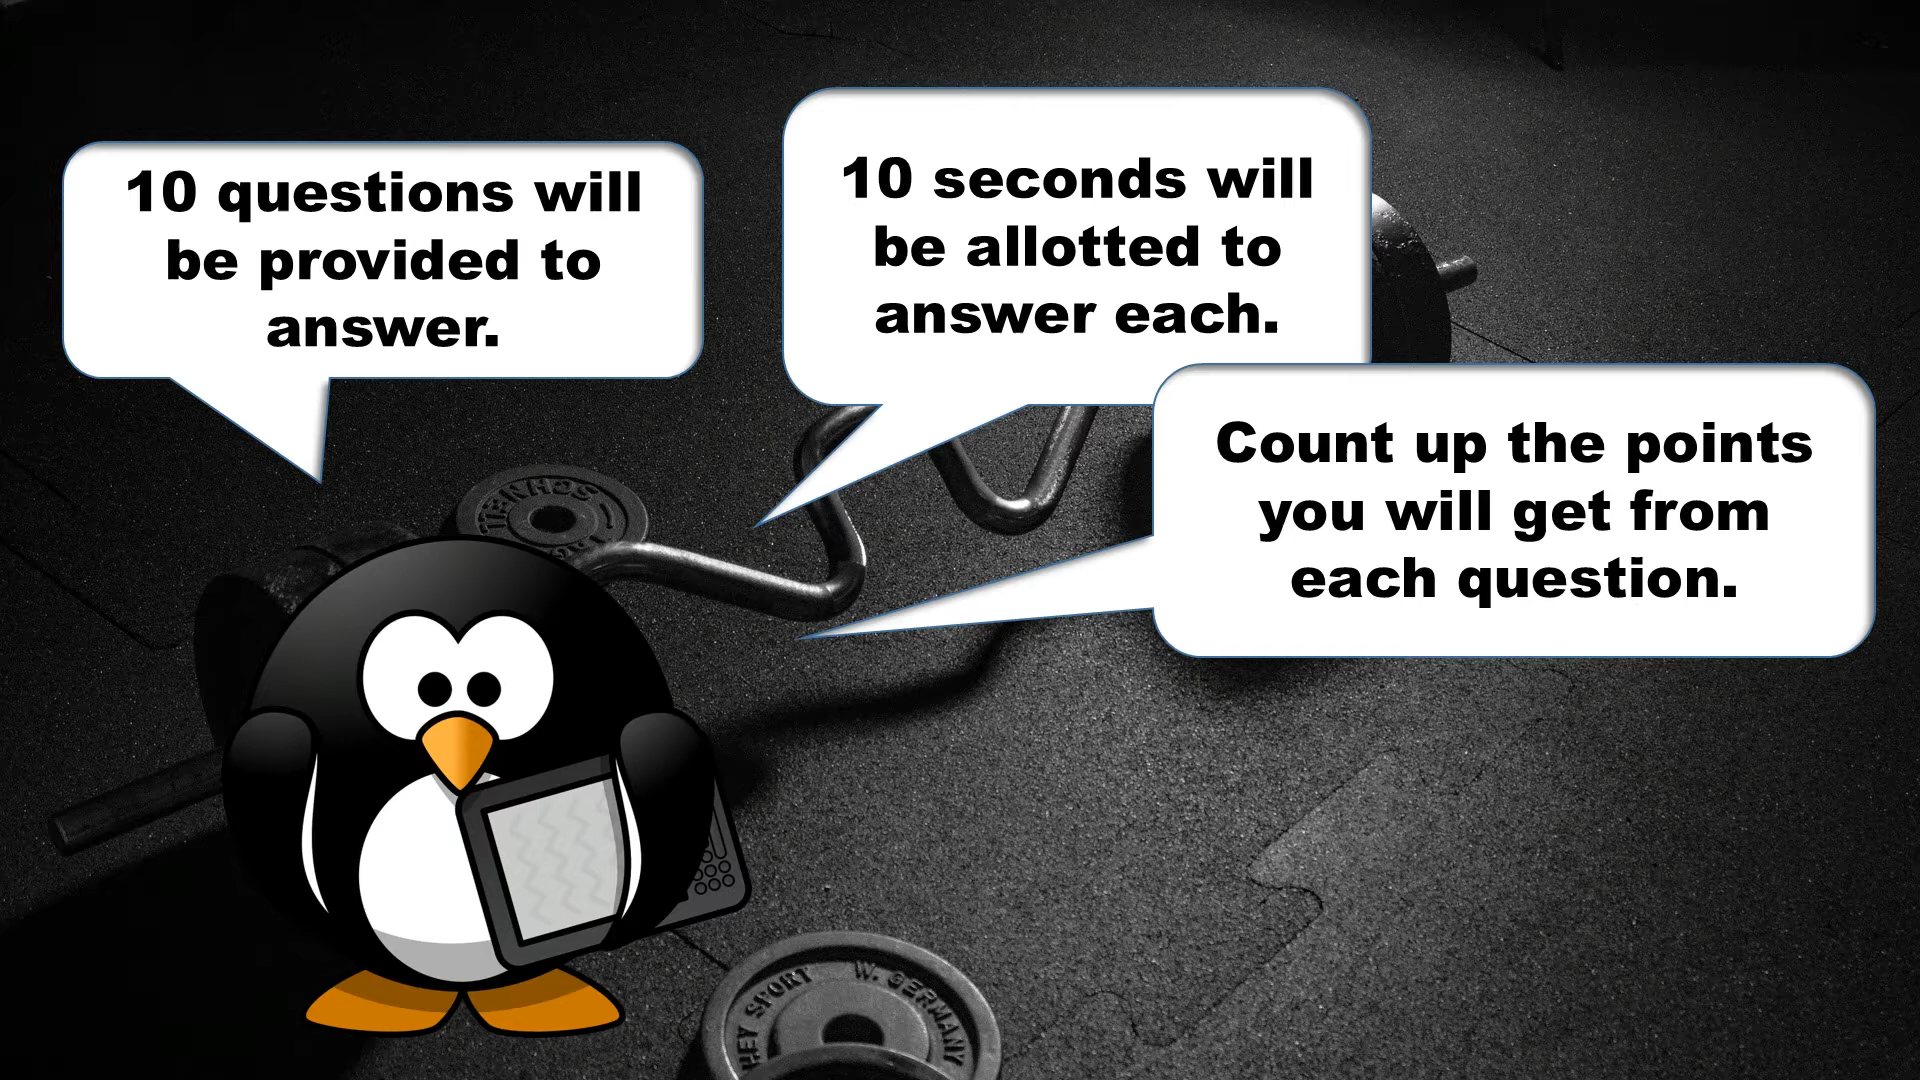 10 questions will
be provided to
answer.
10 seconds will
be allotted to
answer each.
Count up the points
you will get from
each question.
SCHNELL
SPORT W. GERMANY